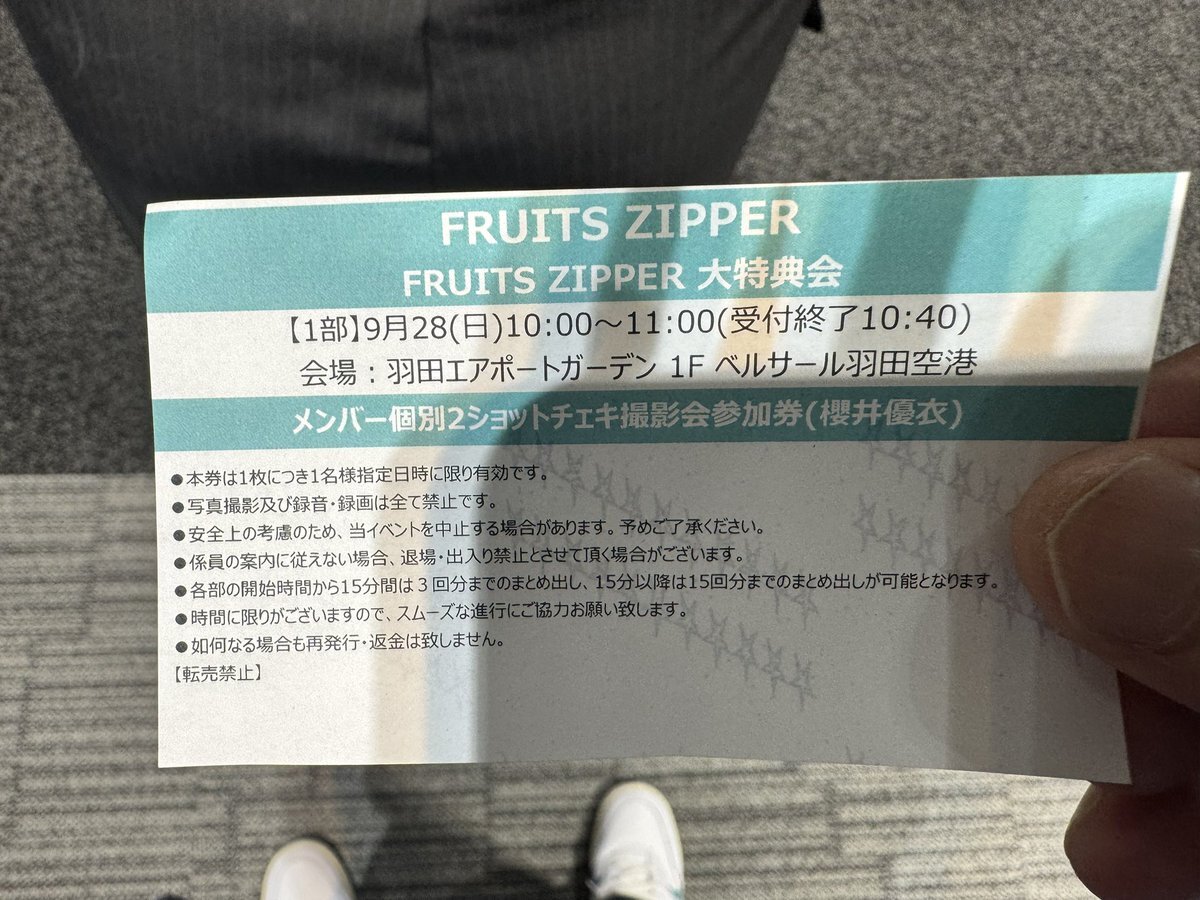 FRUITS ZIPPER
FRUITS ZIPPER 大特典会
【1部】9月28(日)10:00～11:00(受付終了10:40)
会場：羽田エアポートガーデン 1F ベルサール羽田空港
メンバー個別2ショットチェキ撮影会参加券(櫻井優衣)
●本券は1枚につき1名様指定日時に限り有効です。
●写真撮影及び録音・録画は全て禁止です。
●安全上の考慮のため、当イベントを中止する場合があります。予めご了承ください。
●係員の案内に従えない場合、退場・出入り禁止とさせて頂く場合がございます。
●各部の開始時間から15分間は３回分までのまとめ出し、15分以降は15回分までのまとめ出しが可能となります。
●時間に限りがございますので、スムーズな進行にご協力お願い致します。
●如何なる場合も再発行・返金は致しません。
【転売禁止】